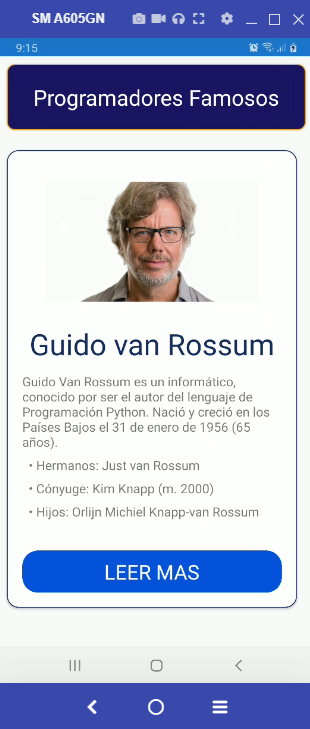 SM A605GN
9:15
Programadores Famosos
Guido van Rossum
Guido Van Rossum es un informático,
conocido por ser el autor del lenguaje de
Programación Python. Nació y creció en los
Países Bajos el 31 de enero de 1956 (65
años).
• Hermanos: Just van Rossum
• Cónyuge: Kim Knapp (m. 2000)
• Hijos: Orlijn Michiel Knapp-van Rossum
LEER MAS